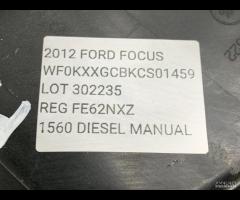 2012 FORD FOCUS
WF0KXXGCBKCS01459
LOT 302235
REG FE62NXZ
1560 DIESEL MANUAL